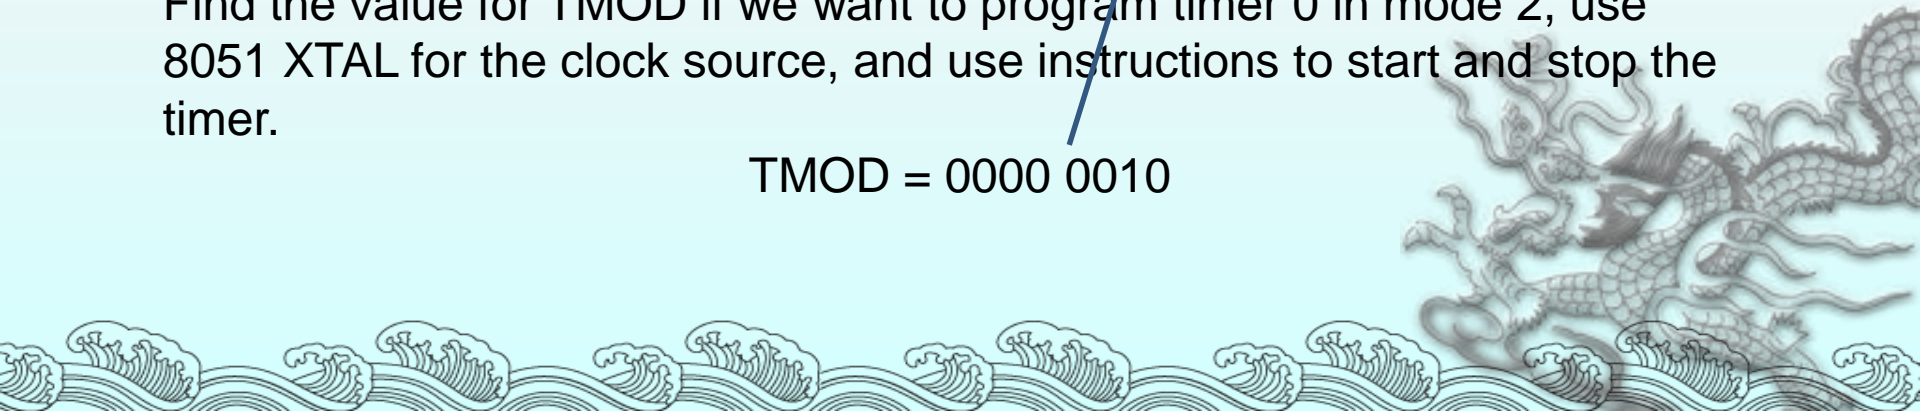 Find the value for TMOD if we want to program timer 0 in mode 2, use
8051 XTAL for the clock source, and use instructions to start and stop the
timer.
TMOD = 0000 0010